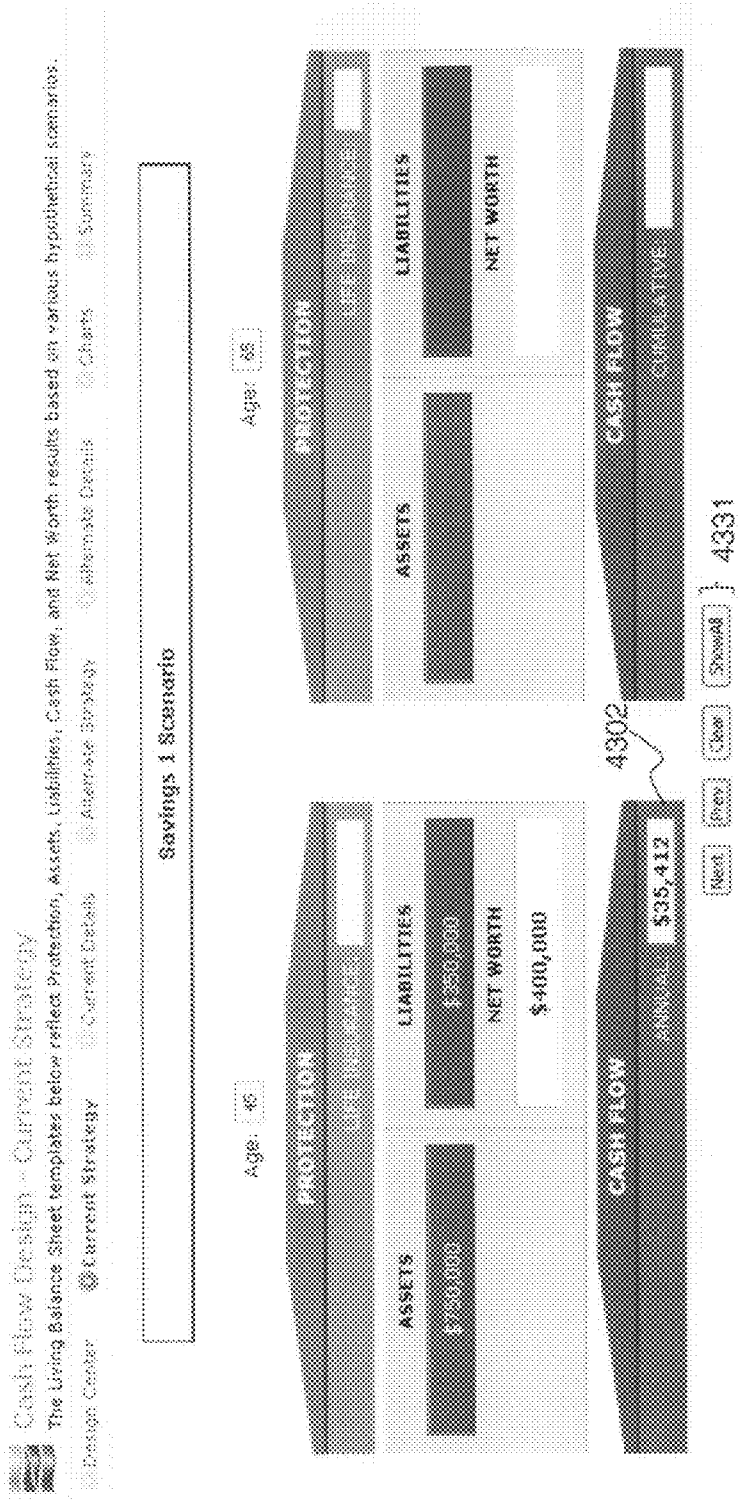 Cash Flow Design - Current Strategy
The Living Balance Sheet templates below reflect Protection, Assets, Liabilities, Cash Flow, and Net Worth results based on various hypothetical scenarios.
Design Center Current Strategy Current Details Alternate Strategy Alternate Details Charts Summary
Savings 1 Scenario
Age: 45
PROTECTION
ASSETS
LIABILITIES
NET WORTH
$400,000
CASH FLOW
ANNUAL
$35,412
4302
Age: 65
PROTECTION
ASSETS
LIABILITIES
NET WORTH
CASH FLOW
CUMULATIVE
Next Prev Clear ShowAll
4331